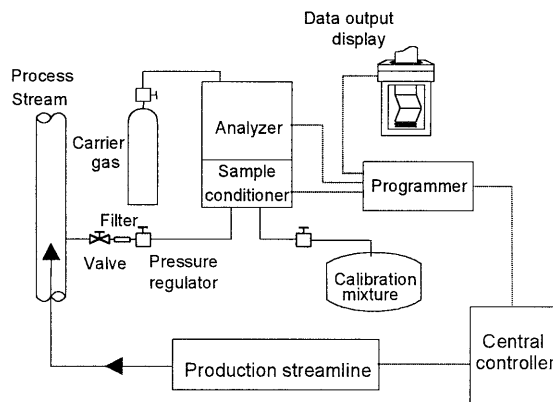 Data output
display
Process
Stream
Carrier
gas
Analyzer
Sample
conditioner
Programmer
Filter
Valve
Pressure
regulator
Calibration
mixture
Central
controller
Production streamline